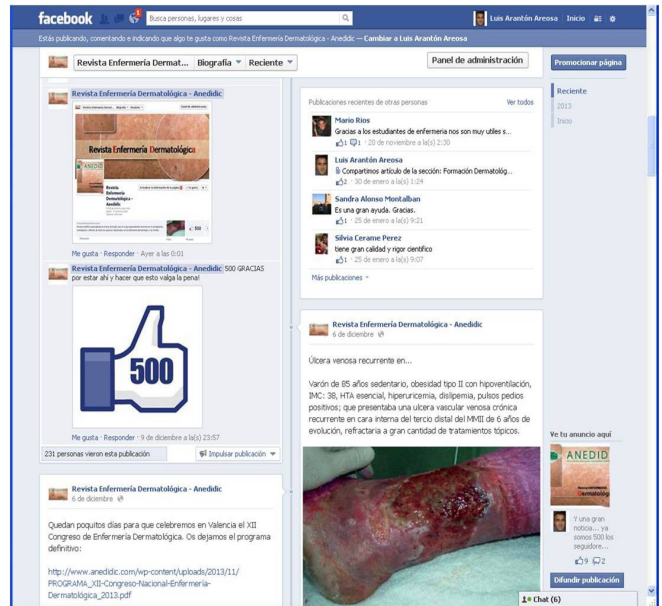 facebook
Busca personas, lugares y cosas
Luis Arantón Areosa Inicio
Estás publicando, comentando e indicando que algo te gusta como Revista Enfermería Dermatológica - Anedidic — Cambiar a Luis Arantón Areosa
Revista Enfermería Dermat... Biografía Reciente
Panel de administración
Promocionar página
Reciente
2013
Inicio
Revista Enfermería Dermatológica - Anedidic
Revista Enfermería Dermatológica
ANEDIDIC
Revista
Enfermería
Dermatológica -
Anedidic
Me gusta · Responder · Ayer a las 0:01
Revista Enfermería Dermatológica - Anedidic 500 GRACIAS
por estar ahí y hacer que esto valga la pena!
500
Me gusta · Responder · 9 de diciembre a la(s) 23:57
231 personas vieron esta publicación
Impulsar publicación
Revista Enfermería Dermatológica - Anedidic
6 de diciembre
Quedan poquitos días para que celebremos en Valencia el XII
Congreso de Enfermería Dermatológica. Os dejamos el programa
definitivo:
http://www.anedidic.com/wp-content/uploads/2013/11/
PROGRAMA_XII-Congreso-Nacional-Enfermeria-
Dermatológica_2013.pdf
Publicaciones recientes de otras personas
Ver todos
Mario Rios
Gracias a los estudiantes de enfermeria nos son muy utiles s...
1 1 · 20 de noviembre a la(s) 2:30
Luis Arantón Areosa
Compartimos artículo de la sección: Formación Dermatológ...
2 · 30 de enero a la(s) 1:24
Sandra Alonso Montalban
Es una gran ayuda. Gracias.
1 · 25 de enero a la(s) 9:21
Silvia Cerame Perez
tiene gran calidad y rigor cientifico
1 · 25 de enero a la(s) 9:07
Más publicaciones
Revista Enfermería Dermatológica - Anedidic
6 de diciembre
Úlcera venosa recurrente en...
Varón de 85 años sedentario, obesidad tipo II con hipoventilación,
IMC: 38, HTA esencial, hiperuricemia, dislipemia, pulsos pedios
positivos; que presentaba una ulcera vascular venosa crónica
recurrente en cara interna del tercio distal del MMII de 6 años de
evolución, refractaria a gran cantidad de tratamientos tópicos.
Ve tu anuncio aquí
ANEDID
Y una gran
noticia... ya
somos 500 los
seguidore...
9 2
Difundir publicación
Chat (6)